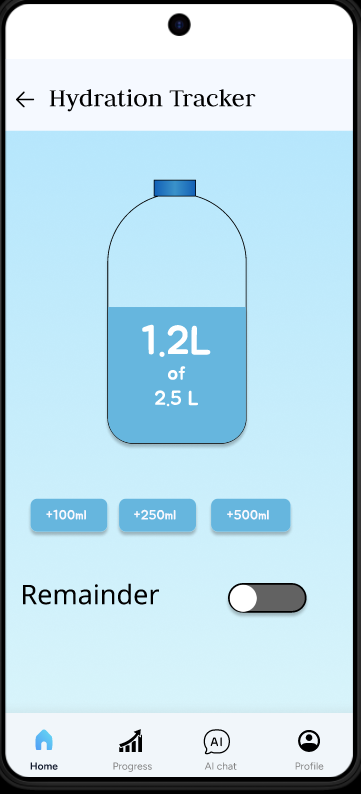 Hydration Tracker
1.2L
of
2.5 L
+100ml +250ml +500ml
Remainder
AI
Home Progress AI chat Profile